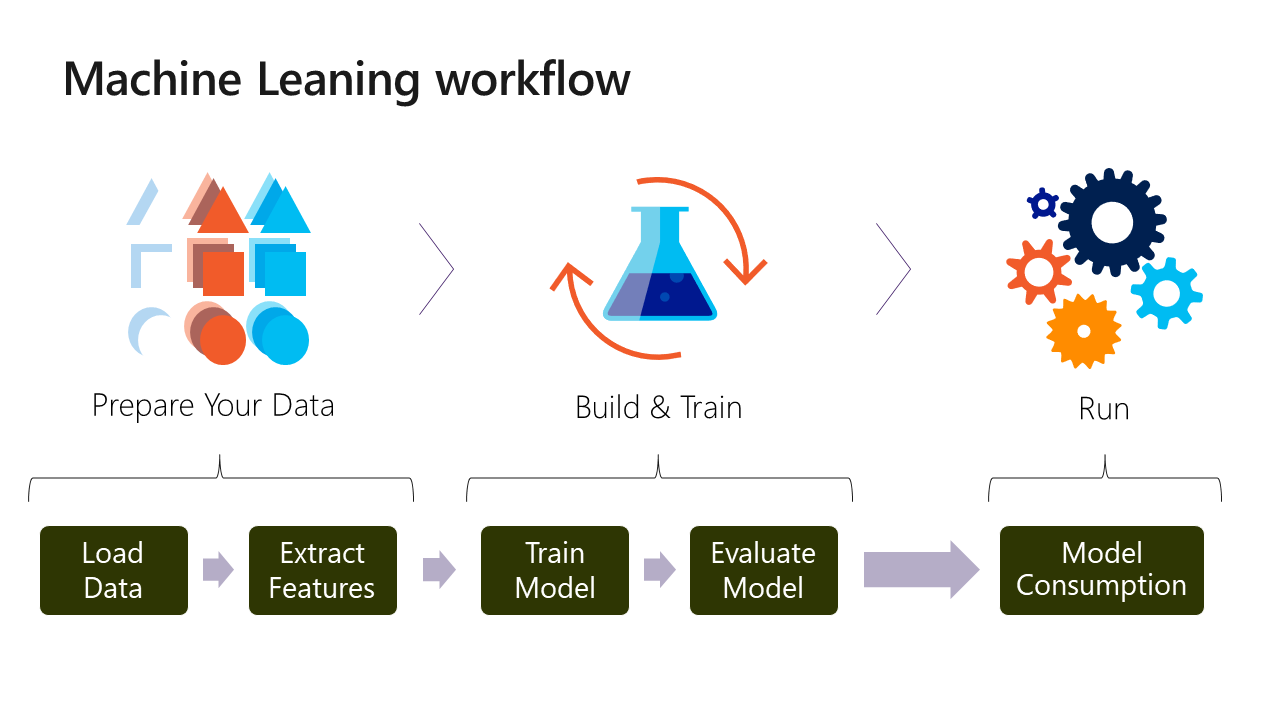 Machine Leaning workflow
Prepare Your Data
Build & Train
Run
Load
Data
Extract
Features
Train
Model
Evaluate
Model
Model
Consumption